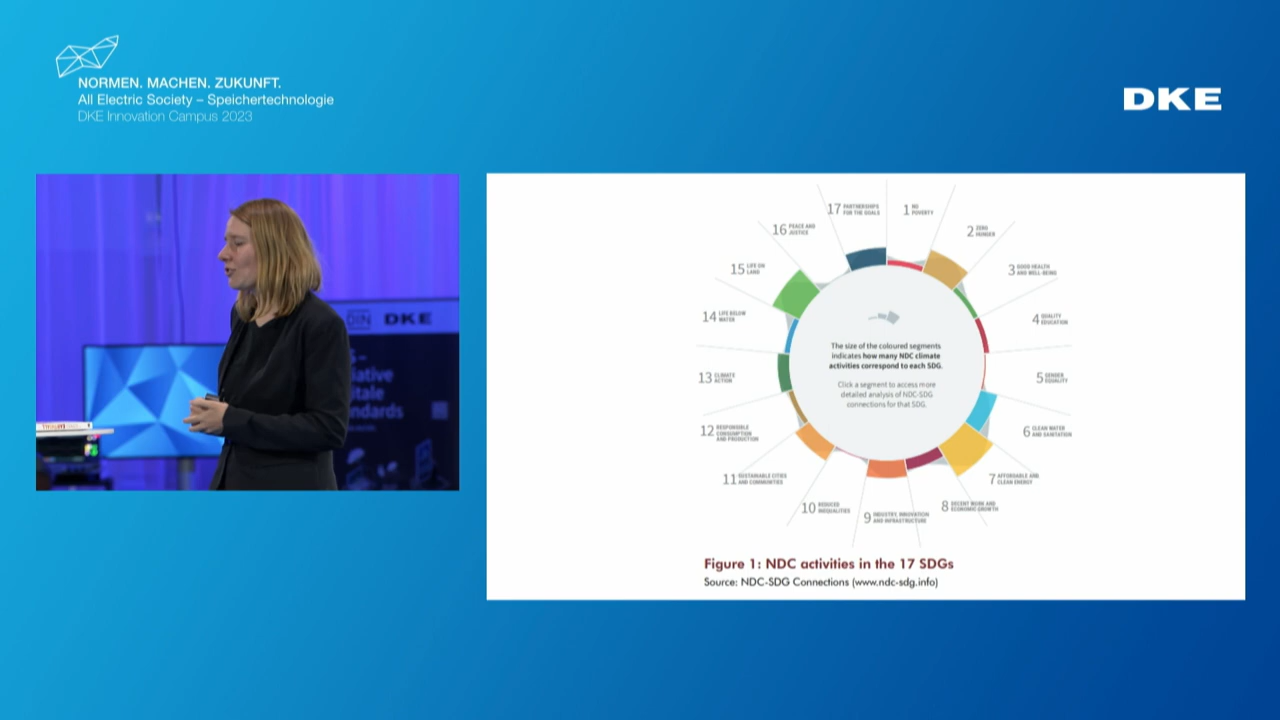 NORMEN. MACHEN. ZUKUNFT.
All Electric Society – Speichertechnologie
DKE Innovation Campus 2023
DKE
DIN DKE
ndards
17 PARTNERSHIPS
FOR THE GOALS
1 NO
POVERTY
2 ZERO
HUNGER
3 GOOD HEALTH
AND WELL-BEING
4 QUALITY
EDUCATION
5 GENDER
EQUALITY
6 CLEAN WATER
AND SANITATION
7 AFFORDABLE AND
CLEAN ENERGY
8 DECENT WORK AND
ECONOMIC GROWTH
9 INDUSTRY, INNOVATION
AND INFRASTRUCTURE
10 REDUCED
INEQUALITIES
11 SUSTAINABLE CITIES
AND COMMUNITIES
12 RESPONSIBLE
CONSUMPTION
AND PRODUCTION
13 CLIMATE
ACTION
14 LIFE BELOW
WATER
15 LIFE ON
LAND
16 PEACE AND
JUSTICE
The size of the coloured segments
indicates how many NDC climate
activities correspond to each SDG.
Click a segment to access more
detailed analysis of NDC-SDG
connections for that SDG.
Figure 1: NDC activities in the 17 SDGs
Source: NDC-SDG Connections (www.ndc-sdg.info)